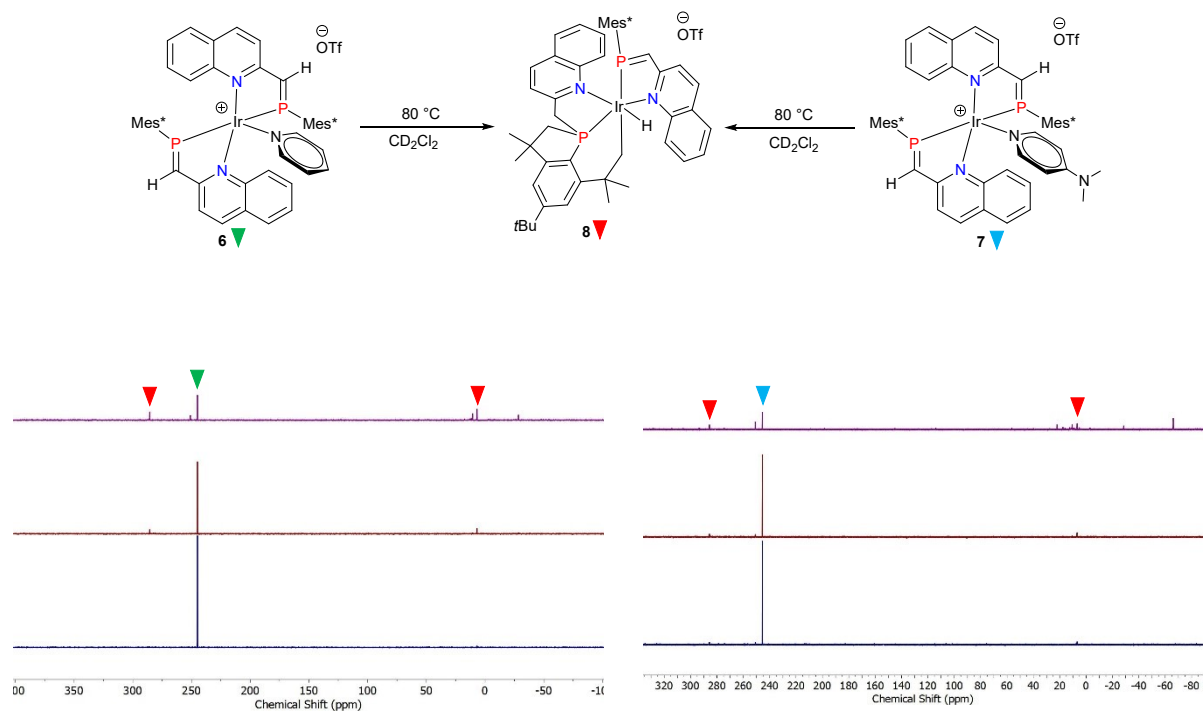 Mes*
⊖
OTf
H
N
P
Ir
⊕
Mes*
Mes*
P
N
N
H
6
80 °C
CD2Cl2
Mes*
⊖
OTf
P
N
Ir
N
H
P
tBu
8
80 °C
CD2Cl2
⊖
OTf
H
N
P
Ir
⊕
Mes*
Mes*
P
N
N
H
N
7
00 350 300 250 200 150 100 50 0 -50 -10
Chemical Shift (ppm)
320 300 280 260 240 220 200 180 160 140 120 100 80 60 40 20 0 -20 -40 -60 -80
Chemical Shift (ppm)